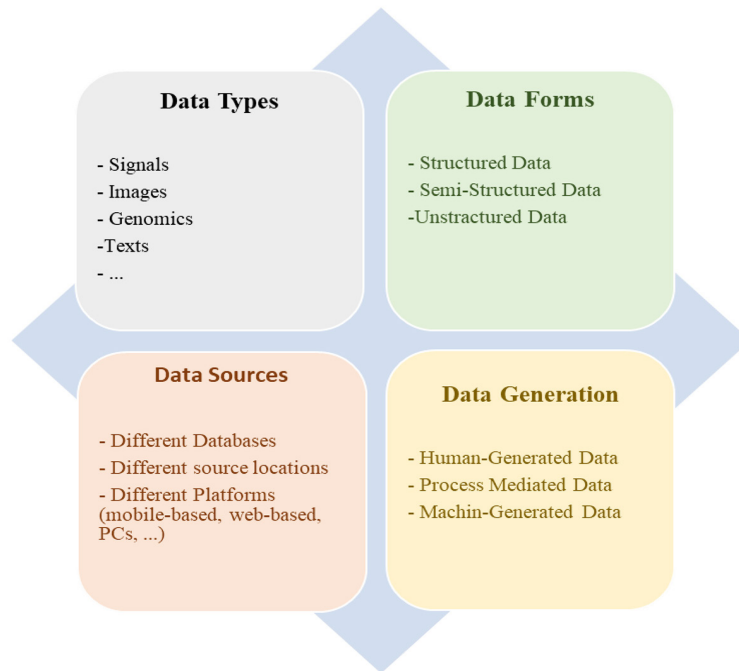 Data Types
- Signals
- Images
- Genomics
-Texts
- ...
Data Forms
- Structured Data
- Semi-Structured Data
-Unstractured Data
Data Sources
- Different Databases
- Different source locations
- Different Platforms
(mobile-based, web-based,
PCs, ...)
Data Generation
- Human-Generated Data
- Process Mediated Data
- Machin-Generated Data